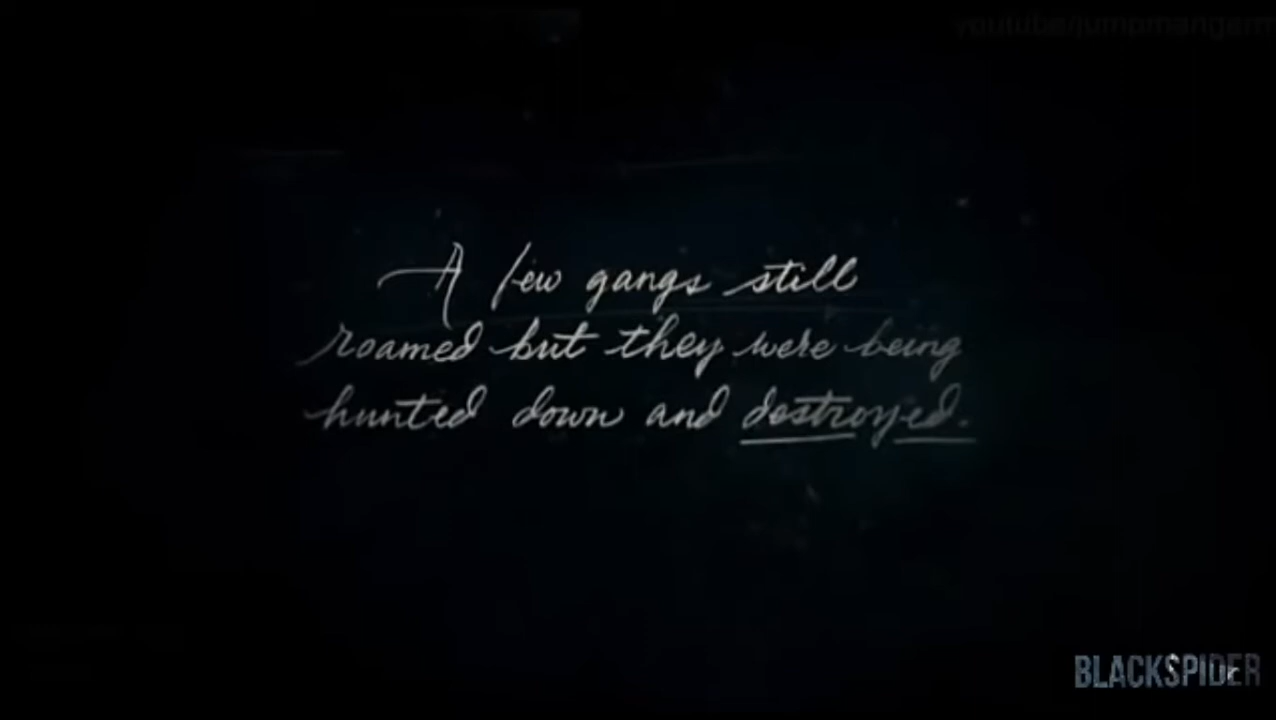 A few gangs still
roamed but they were being
hunted down and destroyed.
BLACKSPIDER